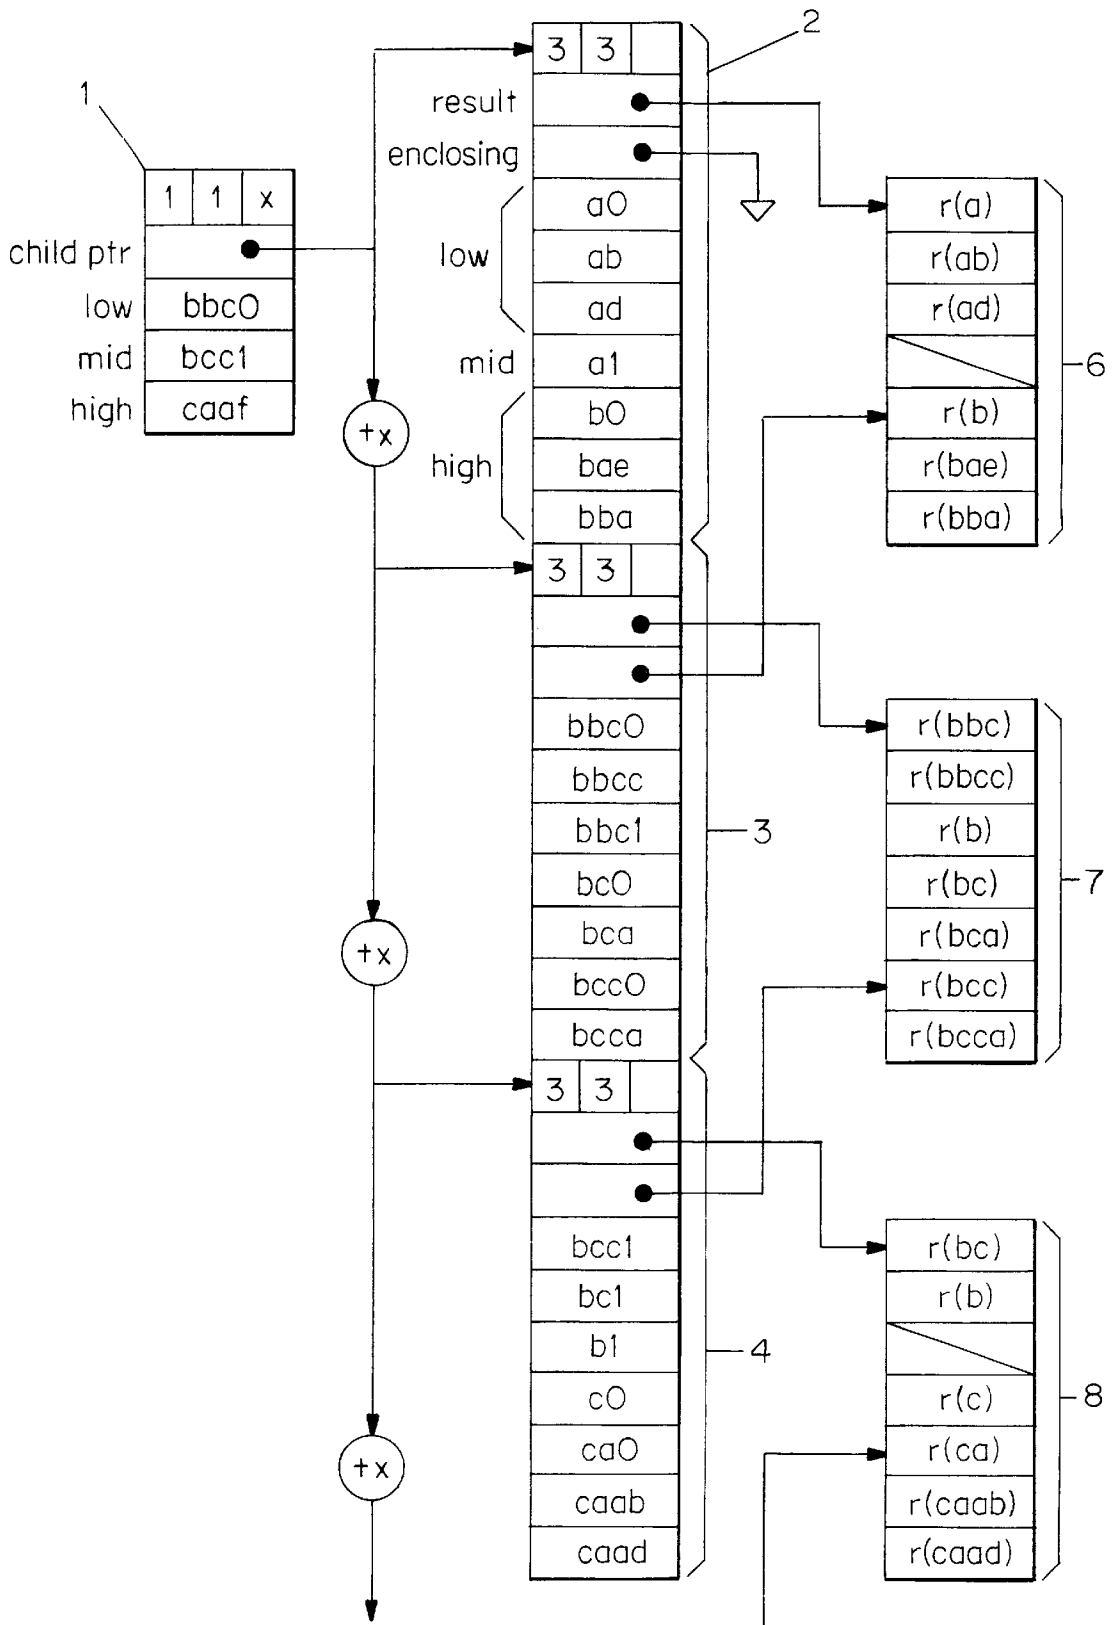 1
1 1 x
child ptr
low bbc0
mid bcc1
high caaf
+x
+x
+x
2
3 3
result
enclosing
low
a0
ab
ad
mid a1
high
b0
bae
bba
3 3
bbc0
bbcc
bbc1
bc0
bca
bcc0
bcca
3
3 3
bcc1
bc1
b1
c0
ca0
caab
caad
4
r(a)
r(ab)
r(ad)
r(b)
r(bae)
r(bba)
6
r(bbc)
r(bbcc)
r(b)
r(bc)
r(bca)
r(bcc)
r(bcca)
7
r(bc)
r(b)
r(c)
r(ca)
r(caab)
r(caad)
8